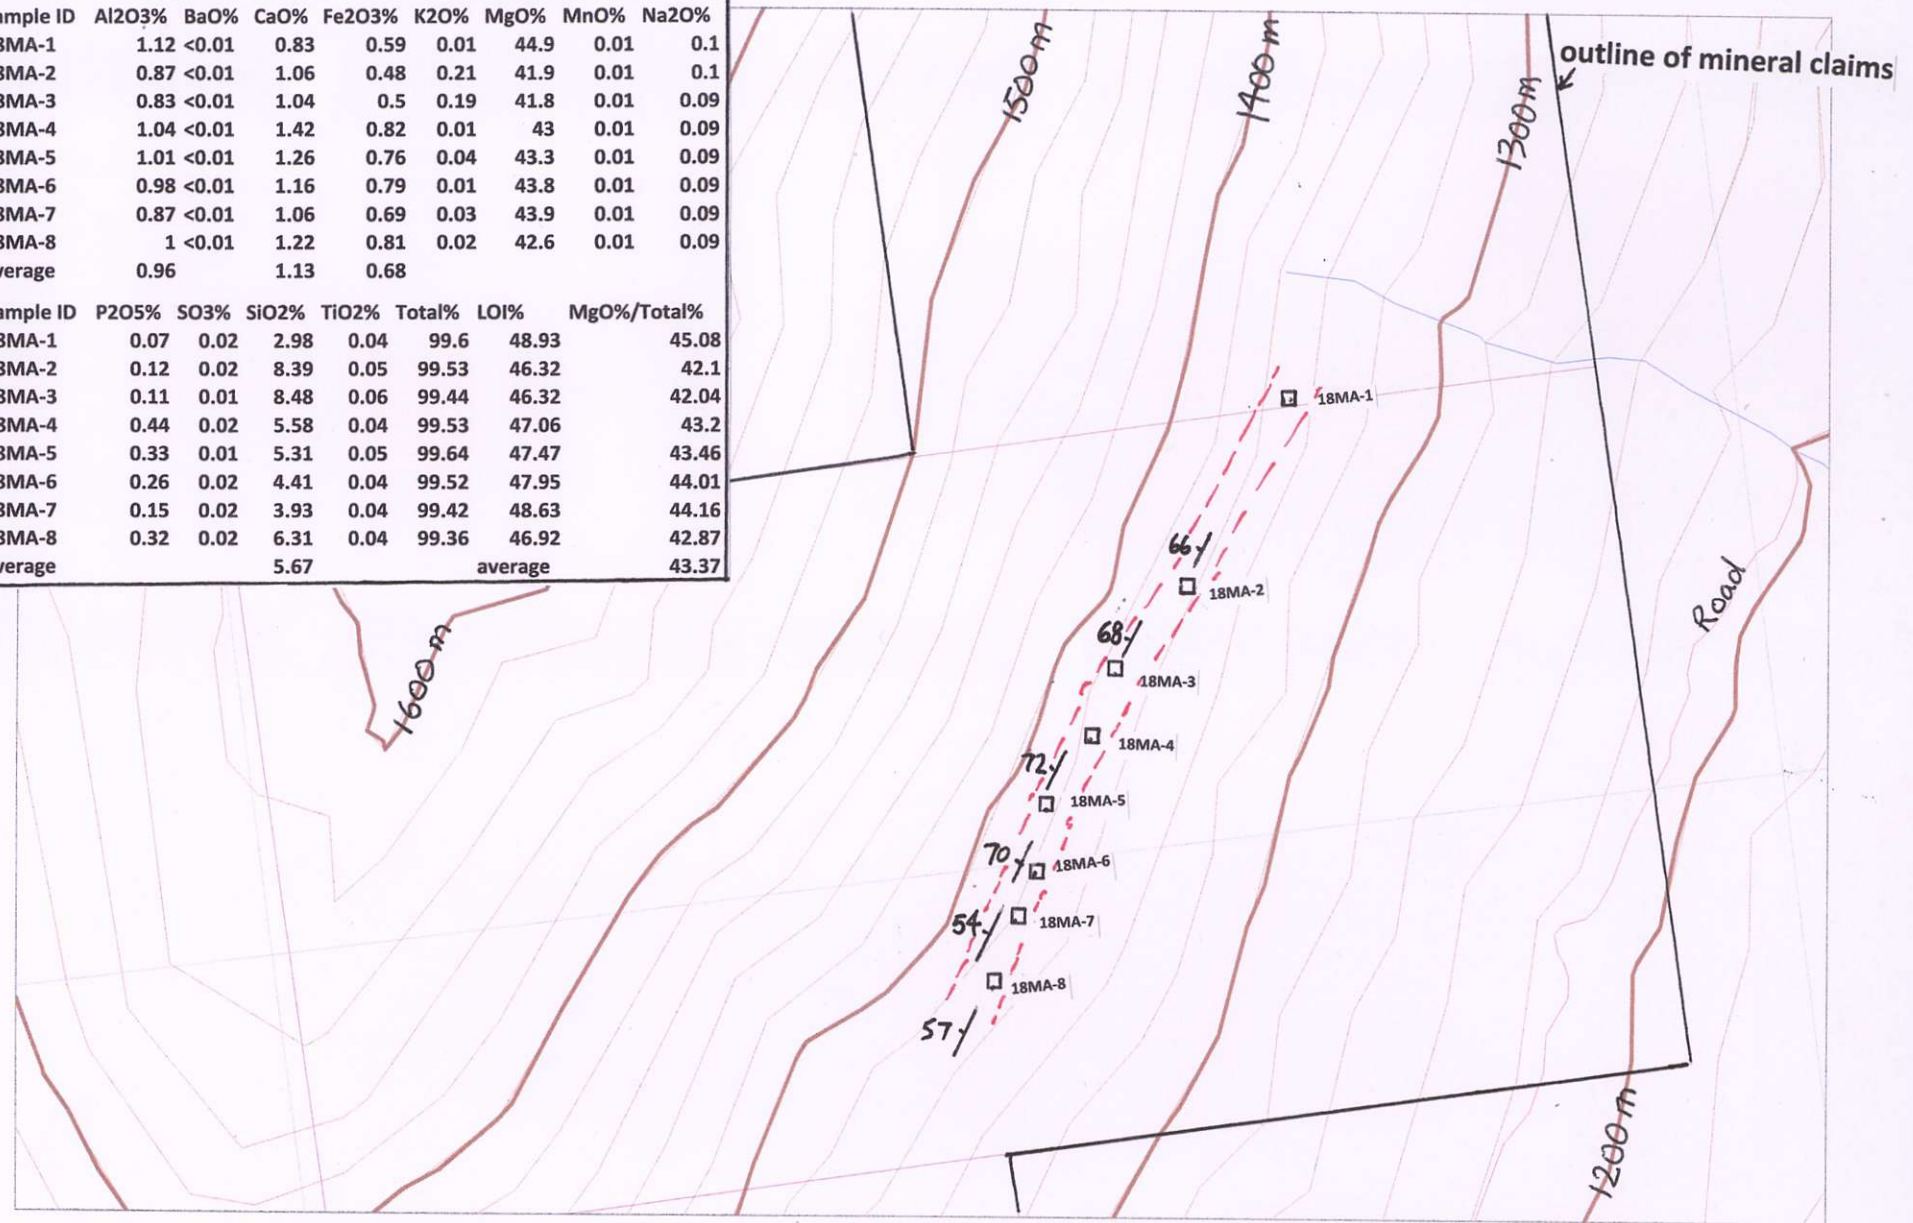 ample ID Al2O3% BaO% CaO% Fe2O3% K2O% MgO% MnO% Na2O%
8MA-1 1.12 <0.01 0.83 0.59 0.01 44.9 0.01 0.1
8MA-2 0.87 <0.01 1.06 0.48 0.21 41.9 0.01 0.1
8MA-3 0.83 <0.01 1.04 0.5 0.19 41.8 0.01 0.09
8MA-4 1.04 <0.01 1.42 0.82 0.01 43 0.01 0.09
8MA-5 1.01 <0.01 1.26 0.76 0.04 43.3 0.01 0.09
8MA-6 0.98 <0.01 1.16 0.79 0.01 43.8 0.01 0.09
8MA-7 0.87 <0.01 1.06 0.69 0.03 43.9 0.01 0.09
8MA-8 1 <0.01 1.22 0.81 0.02 42.6 0.01 0.09
verage 0.96 1.13 0.68
ample ID P2O5% SO3% SiO2% TiO2% Total% LOI% MgO%/Total%
8MA-1 0.07 0.02 2.98 0.04 99.6 48.93 45.08
8MA-2 0.12 0.02 8.39 0.05 99.53 46.32 42.1
8MA-3 0.11 0.01 8.48 0.06 99.44 46.32 42.04
8MA-4 0.44 0.02 5.58 0.04 99.53 47.06 43.2
8MA-5 0.33 0.01 5.31 0.05 99.64 47.47 43.46
8MA-6 0.26 0.02 4.41 0.04 99.52 47.95 44.01
8MA-7 0.15 0.02 3.93 0.04 99.42 48.63 44.16
8MA-8 0.32 0.02 6.31 0.04 99.36 46.92 42.87
verage 5.67 average 43.37
1500 m
1400 m
1300 m
outline of mineral claims
18MA-1
66
18MA-2
68
18MA-3
Road
1600 m
18MA-4
72
18MA-5
70
18MA-6
54
18MA-7
18MA-8
57
1200 m